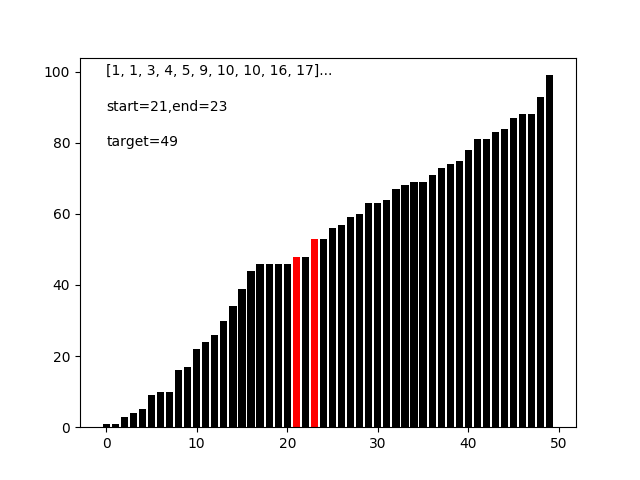 [1, 1, 3, 4, 5, 9, 10, 10, 16, 17]...
start=21,end=23
target=49
100
80
60
40
20
0
0 10 20 30 40 50